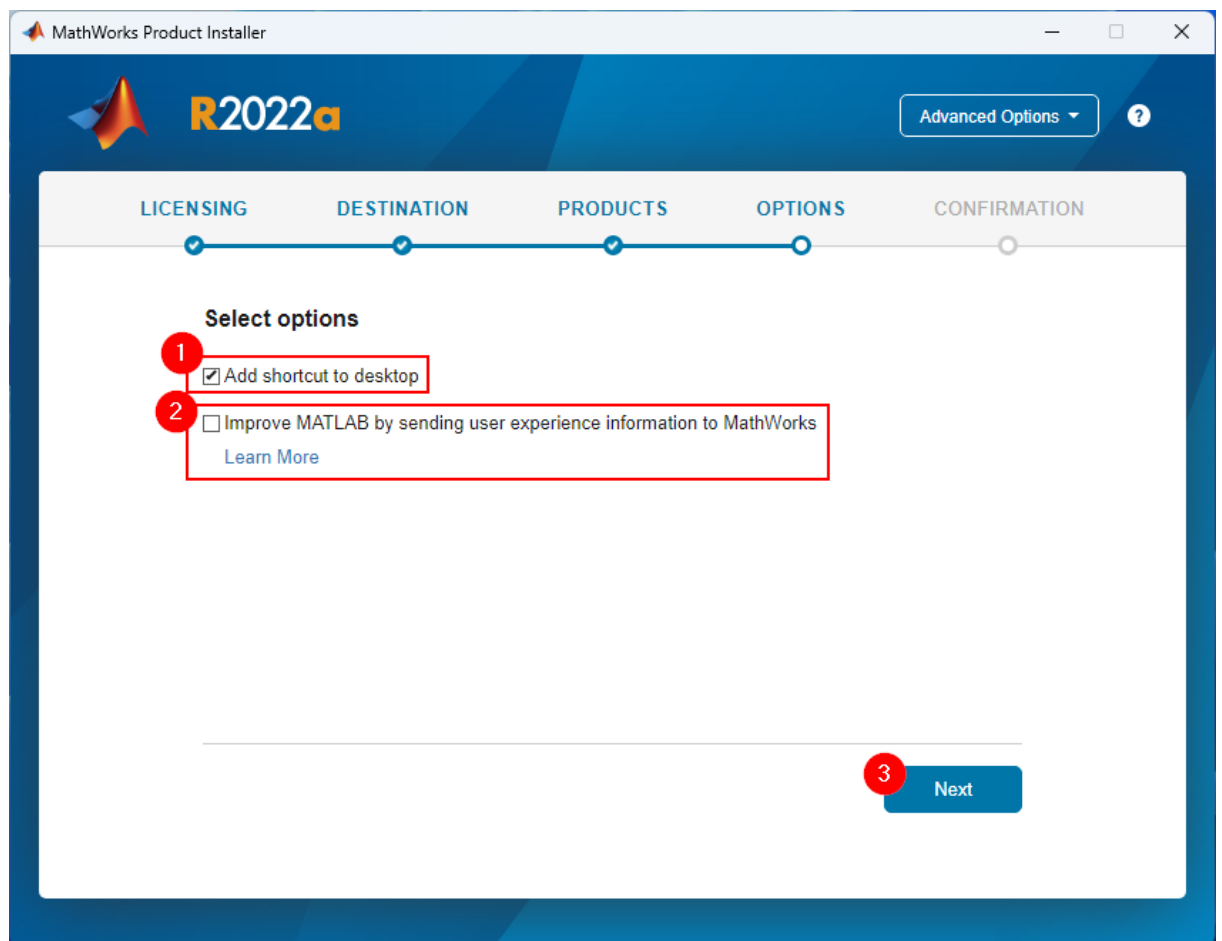 MathWorks Product Installer
R2022a
Advanced Options
?
LICENSING DESTINATION PRODUCTS OPTIONS CONFIRMATION
Select options
1
Add shortcut to desktop
2
Improve MATLAB by sending user experience information to MathWorks
Learn More
3
Next